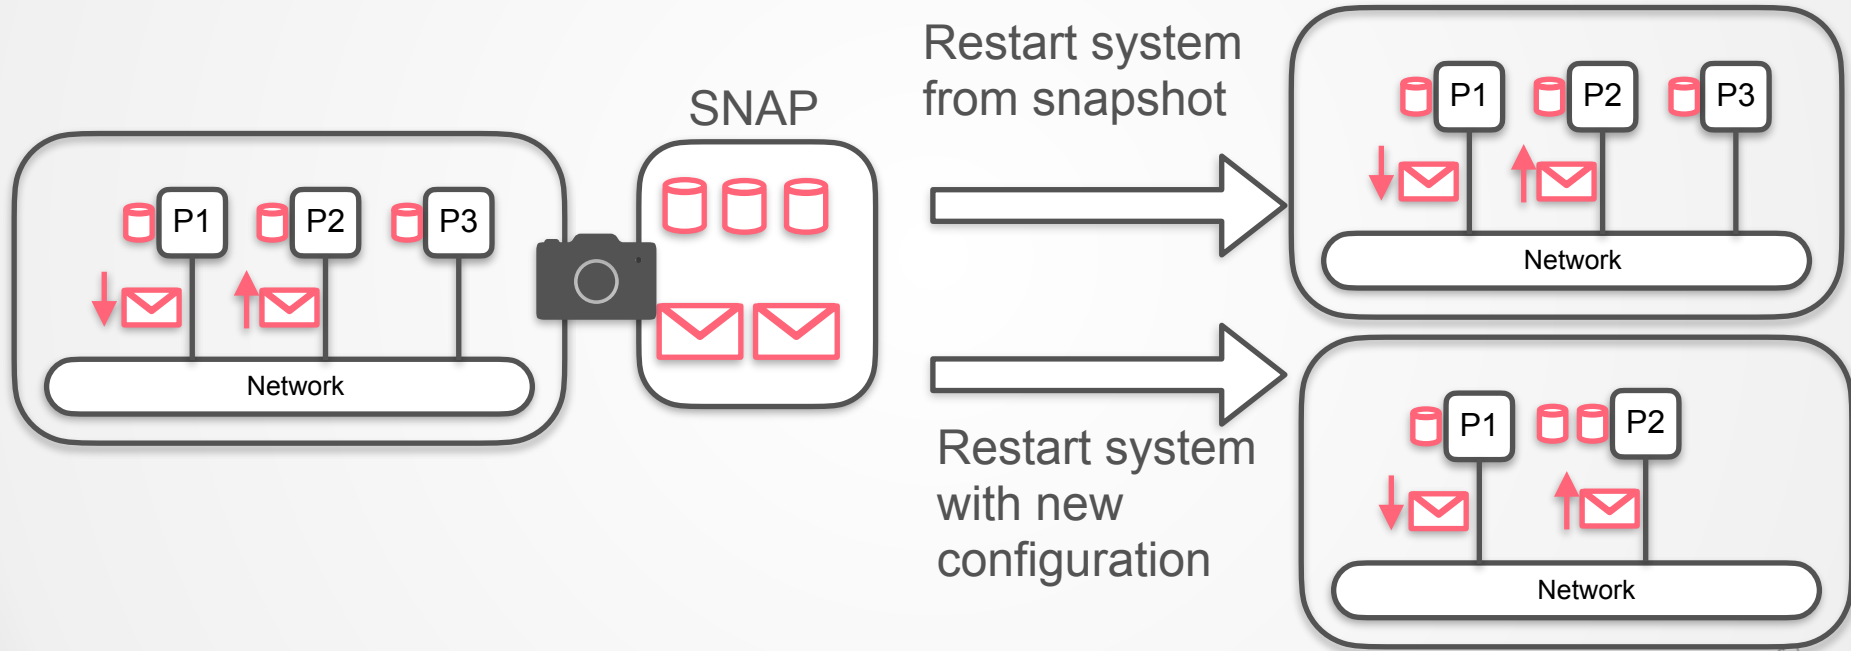 SNAP
P1
P2
P3
Network
Restart system
from snapshot
P1
P2
P3
Network
Restart system
with new
configuration
P1
P2
Network